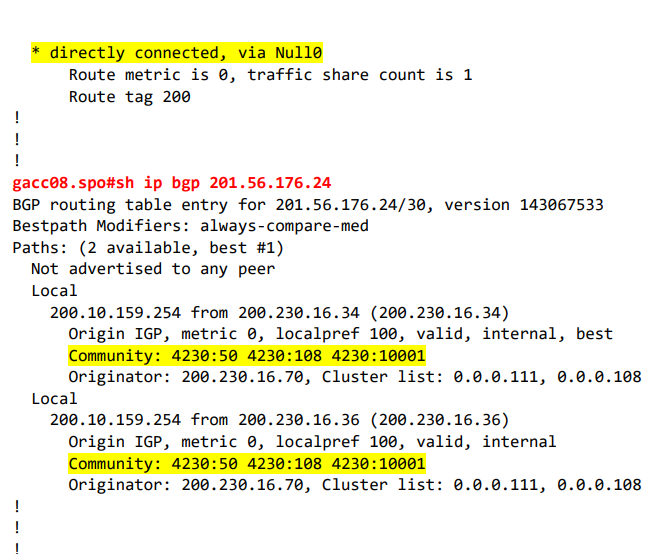 * directly connected, via Null0
Route metric is 0, traffic share count is 1
Route tag 200
!
!
!
gacc08.spo#sh ip bgp 201.56.176.24
BGP routing table entry for 201.56.176.24/30, version 143067533
Bestpath Modifiers: always-compare-med
Paths: (2 available, best #1)
Not advertised to any peer
Local
200.10.159.254 from 200.230.16.34 (200.230.16.34)
Origin IGP, metric 0, localpref 100, valid, internal, best
Community: 4230:50 4230:108 4230:10001
Originator: 200.230.16.70, Cluster list: 0.0.0.111, 0.0.0.108
Local
200.10.159.254 from 200.230.16.36 (200.230.16.36)
Origin IGP, metric 0, localpref 100, valid, internal
Community: 4230:50 4230:108 4230:10001
Originator: 200.230.16.70, Cluster list: 0.0.0.111, 0.0.0.108
!
!
!